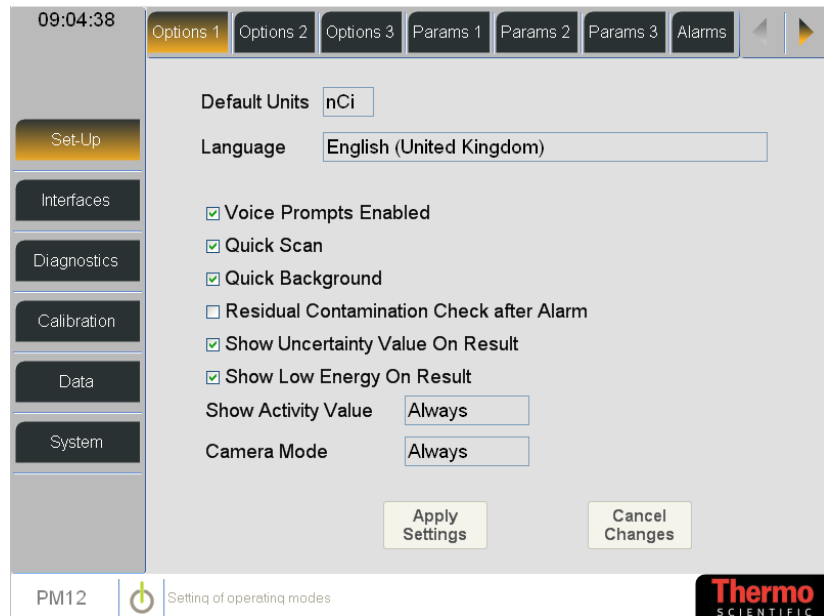 09:04:38
Options 1 Options 2 Options 3 Params 1 Params 2 Params 3 Alarms
Set-Up
Interfaces
Diagnostics
Calibration
Data
System
Default Units nCi
Language English (United Kingdom)
Voice Prompts Enabled
Quick Scan
Quick Background
Residual Contamination Check after Alarm
Show Uncertainty Value On Result
Show Low Energy On Result
Show Activity Value Always
Camera Mode Always
Apply
Settings
Cancel
Changes
PM12
Setting of operating modes
Thermo
SCIENTIFIC